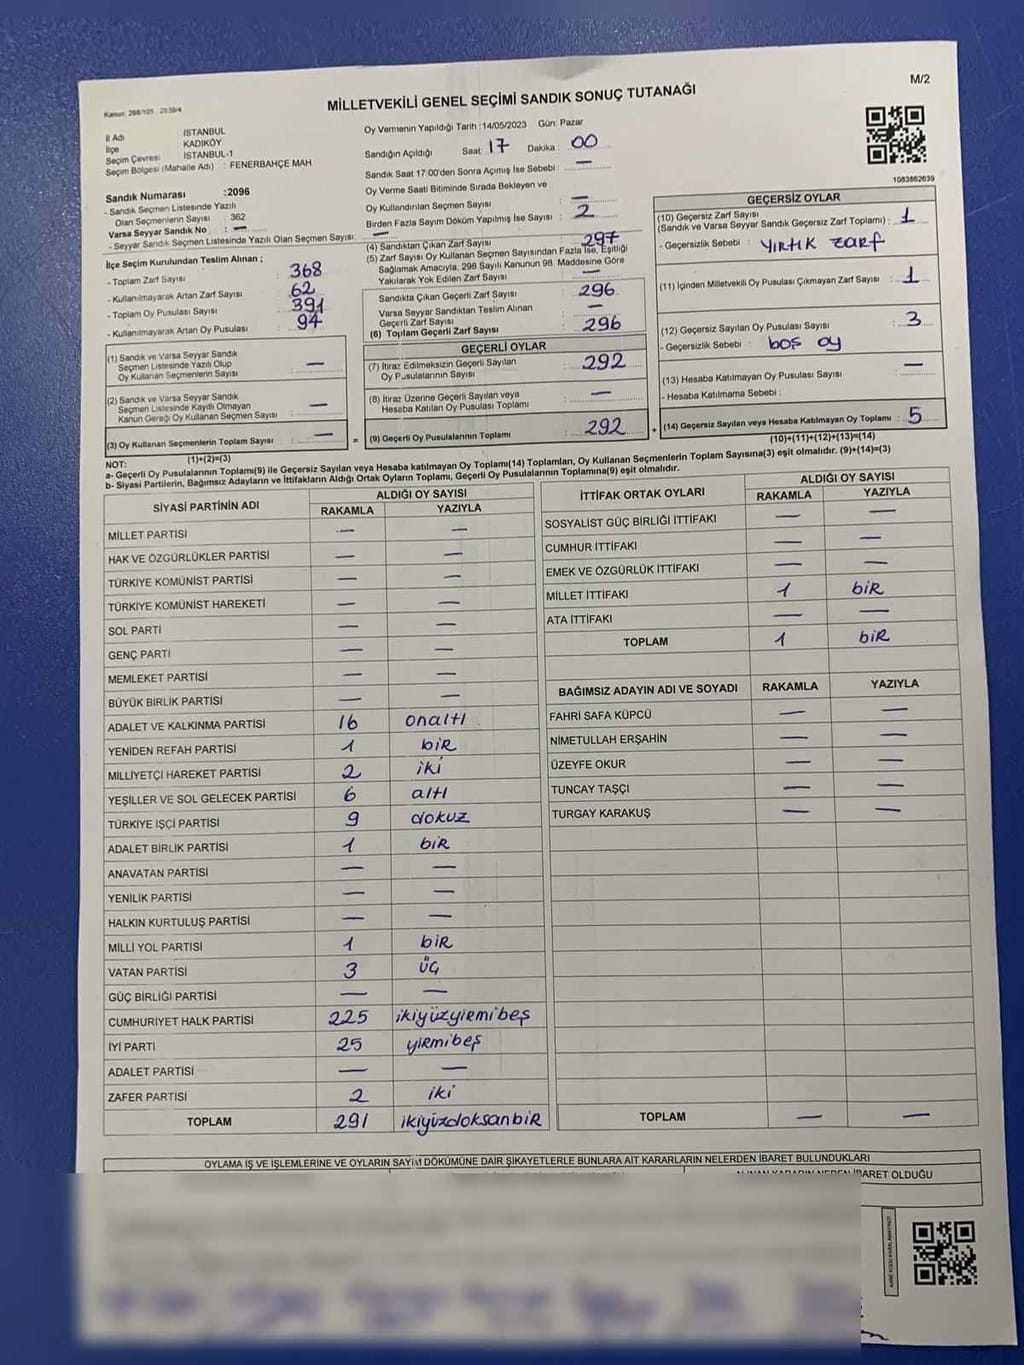 M/2
Kanun: 298/105
MİLLETVEKİLİ GENEL SEÇİMİ SANDIK SONUÇ TUTANAĞI
İl Adı : İSTANBUL
İlçe KADIKÖY
Seçim Çevresi : İSTANBUL-1
Seçim Bölgesi (Mahalle Adı) : FENERBAHÇE MAH
Oy Vermenin Yapıldığı Tarih :14/05/2023 Gün: Pazar
Sandığın Açıldığı Saat 17 Dakika : 00
Sandık Saat 17:00'den Sonra Açımış İse Sebebi : —
Oy Verme Saati Bitiminde Sırada Bekleyen ve
Oy Kullandırılan Seçmen Sayısı : —
Birden Fazla Sayım Döküm Yapılmış İse Sayısı : 2
1083862639
Sandık Numarası :2096
- Sandık Seçmen Listesinde Yazılı
Olan Seçmenlerin Sayısı : 362
Varsa Seyyar Sandık No : —
- Seyyar Sandık Seçmen Listesinde Yazılı Olan Seçmen Sayısı: —
İlçe Seçim Kurulundan Teslim Alınan ;
- Toplam Zarf Sayısı : 368
- Kullanılmayarak Artan Zarf Sayısı : 62
- Toplam Oy Pusulası Sayısı : 391
- Kullanılmayarak Artan Oy Pusulası : 94
(1) Sandık ve Varsa Seyyar Sandık
Seçmen Listesinde Yazılı Olup
Oy Kullanan Seçmenlerin Sayısı : —
(2) Sandık ve Varsa Seyyar Sandık
Seçmen Listesinde Kayıtlı Olmayan
Kanun Gereği Oy Kullanan Seçmen Sayısı : —
(3) Oy Kullanan Seçmenlerin Toplam Sayısı : —
(1)+(2)=(3)
(4) Sandıktan Çıkan Zarf Sayısı : 297
(5) Zarf Sayısı Oy Kullanan Seçmen Sayısından Fazla İse, Eşitliği
Sağlamak Amacıyla, 298 Sayılı Kanunun 98. Maddesine Göre
Yakılarak Yok Edilen Zarf Sayısı : —
Sandıkta Çıkan Geçerli Zarf Sayısı : 296
Varsa Seyyar Sandıktan Teslim Alınan
Geçerli Zarf Sayısı : —
(6) Toplam Geçerli Zarf Sayısı : 296
GEÇERLİ OYLAR
(7) İtiraz Edilmeksizin Geçerli Sayılan
Oy Pusulalarının Sayısı : 292
(8) İtiraz Üzerine Geçerli Sayılan veya
Hesaba Katılan Oy Pusulası Toplamı : —
= (9) Geçerli Oy Pusulalarının Toplamı : 292
GEÇERSİZ OYLAR
(10) Geçersiz Zarf Sayısı
(Sandık ve Varsa Seyyar Sandık Geçersiz Zarf Toplamı) : 1
- Geçersizlik Sebebi : YIRTIK ZARF
(11) İçinden Milletvekili Oy Pusulası Çıkmayan Zarf Sayısı : 1
(12) Geçersiz Sayılan Oy Pusulası Sayısı : 3
- Geçersizlik Sebebi : boş oy
(13) Hesaba Katılmayan Oy Pusulası Sayısı : —
- Hesaba Katılmama Sebebi :
+ (14) Geçersiz Sayılan veya Hesaba Katılmayan Oy Toplamı : 5
(10)+(11)+(12)+(13)=(14)
NOT:
a- Geçerli Oy Pusulalarının Toplamı(9) ile Geçersiz Sayılan veya Hesaba katılmayan Oy Toplamı(14) Toplamları, Oy Kullanan Seçmenlerin Toplam Sayısına(3) eşit olmalıdır. (9)+(14)=(3)
b- Siyasi Partilerin, Bağımsız Adayların ve İttifakların Aldığı Ortak Oyların Toplamı, Geçerli Oy Pusulalarının Toplamına(9) eşit olmalıdır.
SİYASİ PARTİNİN ADI ALDIĞI OY SAYISI
RAKAMLA YAZIYLA
MİLLET PARTİSİ — —
HAK VE ÖZGÜRLÜKLER PARTİSİ — —
TÜRKİYE KOMÜNİST PARTİSİ — —
TÜRKİYE KOMÜNİST HAREKETİ — —
SOL PARTİ — —
GENÇ PARTİ — —
MEMLEKET PARTİSİ — —
BÜYÜK BİRLİK PARTİSİ — —
ADALET VE KALKINMA PARTİSİ 16 onaltı
YENİDEN REFAH PARTİSİ 1 bir
MİLLİYETÇİ HAREKET PARTİSİ 2 iki
YEŞİLLER VE SOL GELECEK PARTİSİ 6 altı
TÜRKİYE İŞÇİ PARTİSİ 9 dokuz
ADALET BİRLİK PARTİSİ 1 bir
ANAVATAN PARTİSİ — —
YENİLİK PARTİSİ — —
HALKIN KURTULUŞ PARTİSİ — —
MİLLİ YOL PARTİSİ 1 bir
VATAN PARTİSİ 3 üç
GÜÇ BİRLİĞİ PARTİSİ — —
CUMHURİYET HALK PARTİSİ 225 ikiyüzyirmibeş
İYİ PARTİ 25 yirmibeş
ADALET PARTİSİ — —
ZAFER PARTİSİ 2 iki
TOPLAM 291 ikiyüzdoksanbir
İTTİFAK ORTAK OYLARI ALDIĞI OY SAYISI
RAKAMLA YAZIYLA
SOSYALİST GÜÇ BİRLİĞİ İTTİFAKI — —
CUMHUR İTTİFAKI — —
EMEK VE ÖZGÜRLÜK İTTİFAKI — —
MİLLET İTTİFAKI 1 bir
ATA İTTİFAKI — —
TOPLAM 1 bir
BAĞIMSIZ ADAYIN ADI VE SOYADI RAKAMLA YAZIYLA
FAHRİ SAFA KÜPCÜ — —
NİMETULLAH ERŞAHİN — —
ÜZEYFE OKUR — —
TUNCAY TAŞÇI — —
TURGAY KARAKUŞ — —
TOPLAM — —
OYLAMA İŞ VE İŞLEMLERİNE VE OYLARIN SAYIM DÖKÜMÜNE DAİR ŞİKAYETLERLE BUNLARA AİT KARARLARIN NELERDEN İBARET BULUNDUKLARI
ALINAN KARARIN NEDEN İBARET OLDUĞU